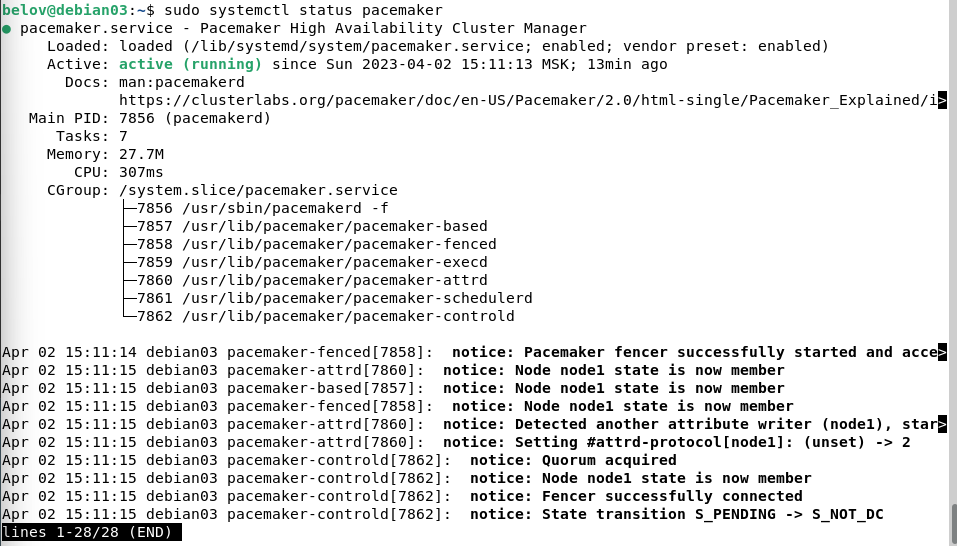 belov@debian03:~$ sudo systemctl status pacemaker
● pacemaker.service - Pacemaker High Availability Cluster Manager
     Loaded: loaded (/lib/systemd/system/pacemaker.service; enabled; vendor preset: enabled)
     Active: active (running) since Sun 2023-04-02 15:11:13 MSK; 13min ago
       Docs: man:pacemakerd
             https://clusterlabs.org/pacemaker/doc/en-US/Pacemaker/2.0/html-single/Pacemaker_Explained/i>
   Main PID: 7856 (pacemakerd)
      Tasks: 7
     Memory: 27.7M
        CPU: 307ms
     CGroup: /system.slice/pacemaker.service
             ├─7856 /usr/sbin/pacemakerd -f
             ├─7857 /usr/lib/pacemaker/pacemaker-based
             ├─7858 /usr/lib/pacemaker/pacemaker-fenced
             ├─7859 /usr/lib/pacemaker/pacemaker-execd
             ├─7860 /usr/lib/pacemaker/pacemaker-attrd
             ├─7861 /usr/lib/pacemaker/pacemaker-schedulerd
             └─7862 /usr/lib/pacemaker/pacemaker-controld
Apr 02 15:11:14 debian03 pacemaker-fenced[7858]:  notice: Pacemaker fencer successfully started and acce>
Apr 02 15:11:15 debian03 pacemaker-attrd[7860]:  notice: Node node1 state is now member
Apr 02 15:11:15 debian03 pacemaker-based[7857]:  notice: Node node1 state is now member
Apr 02 15:11:15 debian03 pacemaker-fenced[7858]:  notice: Node node1 state is now member
Apr 02 15:11:15 debian03 pacemaker-attrd[7860]:  notice: Detected another attribute writer (node1), star>
Apr 02 15:11:15 debian03 pacemaker-attrd[7860]:  notice: Setting #attrd-protocol[node1]: (unset) -> 2
Apr 02 15:11:15 debian03 pacemaker-controld[7862]:  notice: Quorum acquired
Apr 02 15:11:15 debian03 pacemaker-controld[7862]:  notice: Node node1 state is now member
Apr 02 15:11:15 debian03 pacemaker-controld[7862]:  notice: Fencer successfully connected
Apr 02 15:11:15 debian03 pacemaker-controld[7862]:  notice: State transition S_PENDING -> S_NOT_DC
lines 1-28/28 (END)